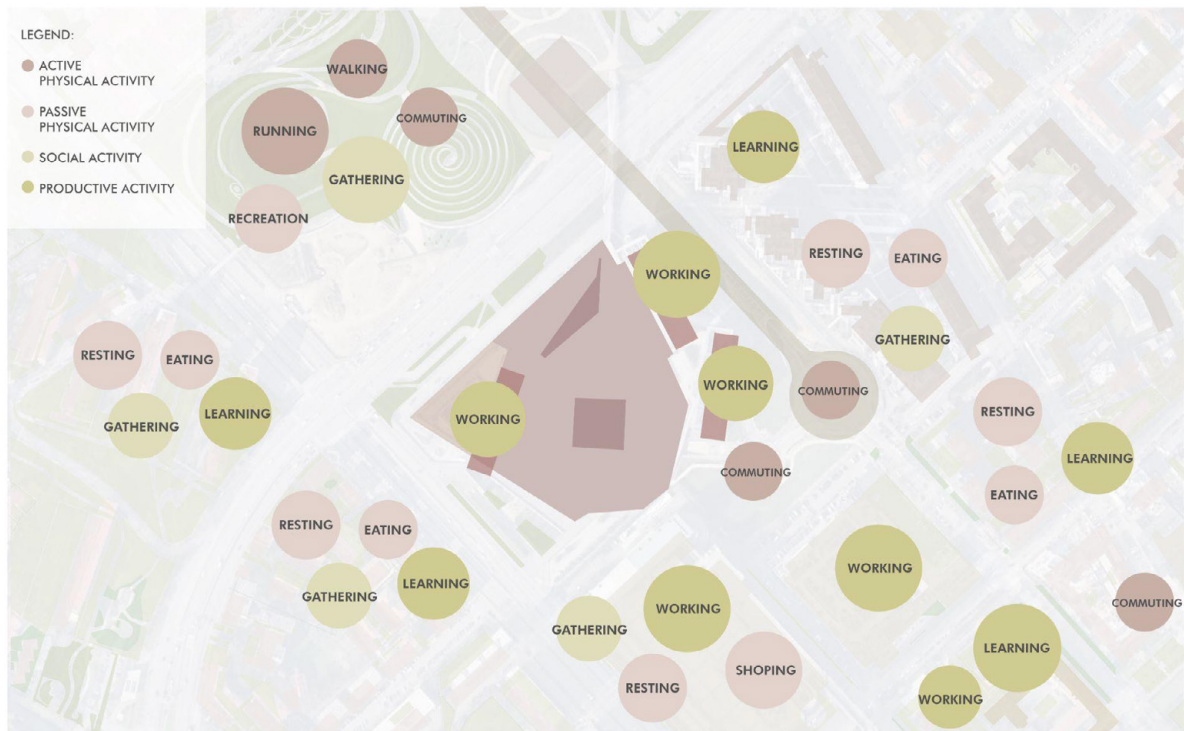 LEGEND:
ACTIVE
PHYSICAL ACTIVITY
PASSIVE
PHYSICAL ACTIVITY
SOCIAL ACTIVITY
PRODUCTIVE ACTIVITY
WALKING
COMMUTING
RUNNING
GATHERING
RECREATION
LEARNING
RESTING
EATING
WORKING
GATHERING
RESTING
EATING
GATHERING
LEARNING
WORKING
WORKING
COMMUTING
COMMUTING
RESTING
LEARNING
EATING
RESTING
EATING
GATHERING
LEARNING
WORKING
GATHERING
WORKING
RESTING
SHOPING
COMMUTING
LEARNING
WORKING